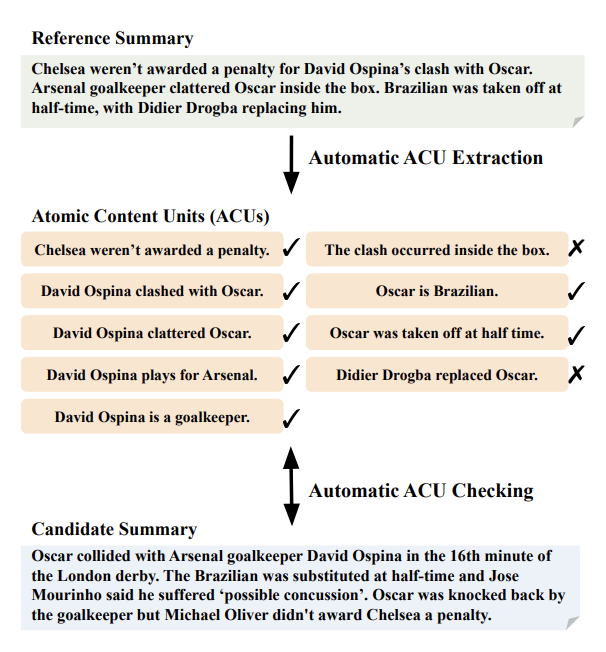 Reference Summary
Chelsea weren’t awarded a penalty for David Ospina’s clash with Oscar.
Arsenal goalkeeper clattered Oscar inside the box. Brazilian was taken off at
half-time, with Didier Drogba replacing him.
Automatic ACU Extraction
Atomic Content Units (ACUs)
Chelsea weren’t awarded a penalty. ✓
The clash occurred inside the box. ✗
David Ospina clashed with Oscar. ✓
Oscar is Brazilian. ✓
David Ospina clattered Oscar. ✓
Oscar was taken off at half time. ✓
David Ospina plays for Arsenal. ✓
Didier Drogba replaced Oscar. ✗
David Ospina is a goalkeeper. ✓
Automatic ACU Checking
Candidate Summary
Oscar collided with Arsenal goalkeeper David Ospina in the 16th minute of
the London derby. The Brazilian was substituted at half-time and Jose
Mourinho said he suffered ‘possible concussion’. Oscar was knocked back by
the goalkeeper but Michael Oliver didn't award Chelsea a penalty.